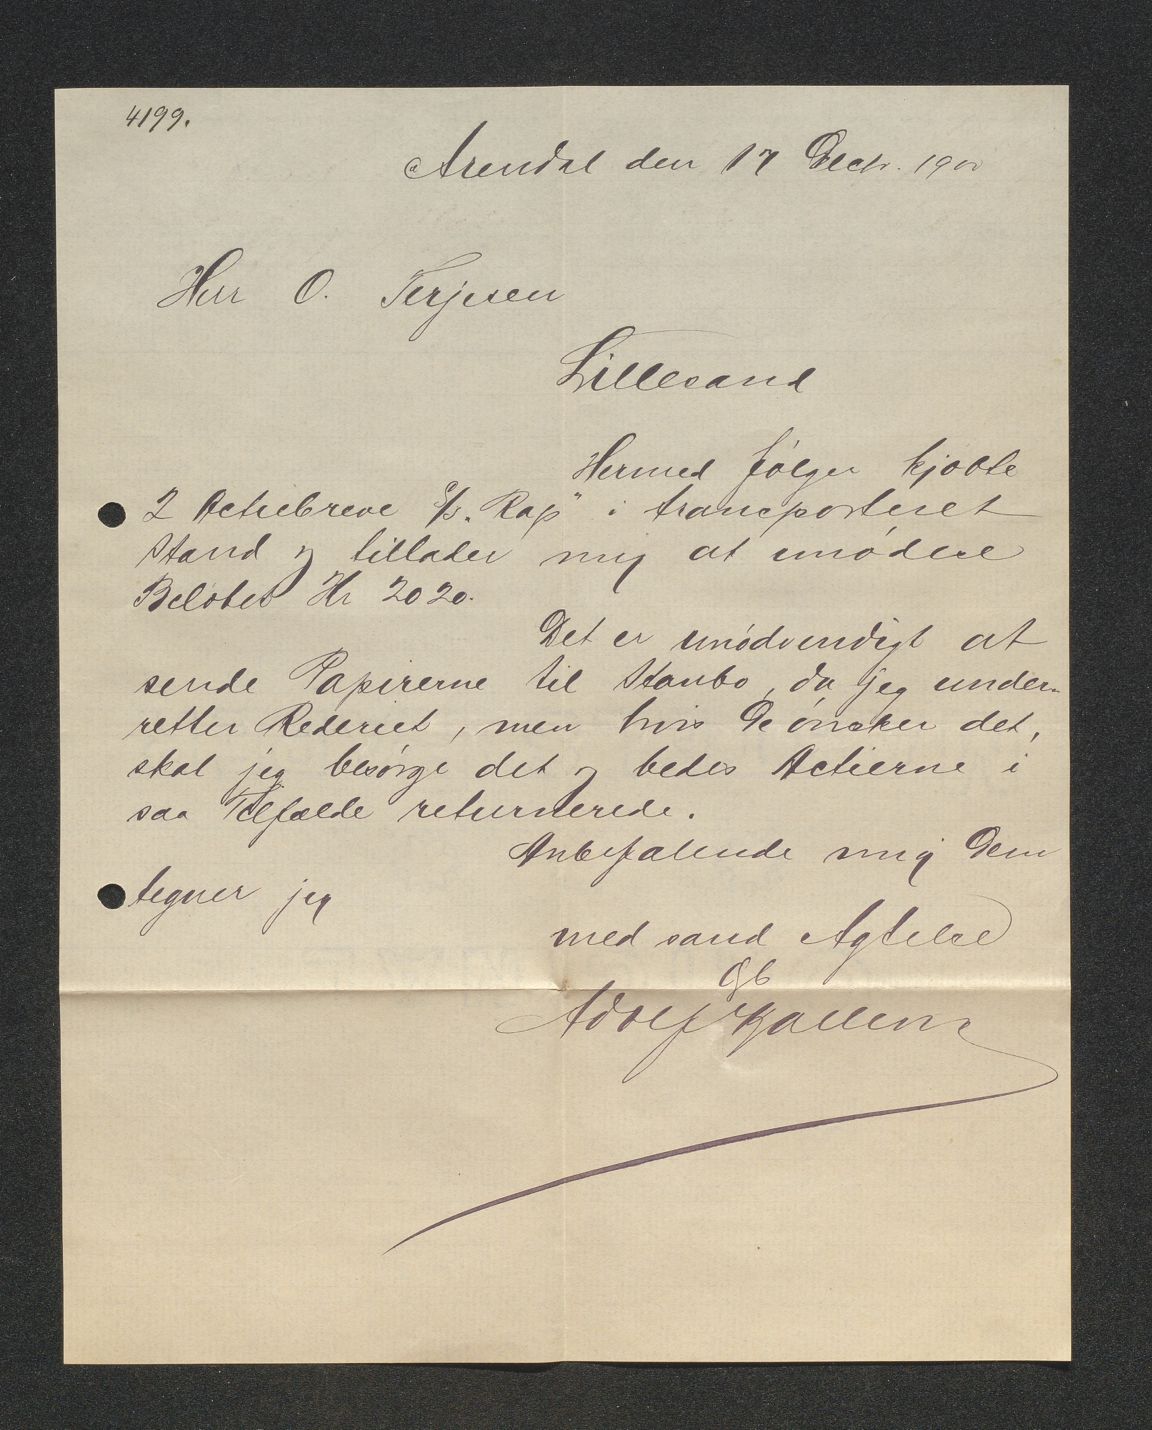 4199.
Arendal den 17 Decbr. 1900
Herr O. Terjesen
Lillesand
Hermed følger kjøbte
2 Actiebreve S/S. "Rap" i transporteret
Stand og tillader mig at imødese
Beløbet Kr 2020.
Det er unødvendigt at
sende Papirerne til Stanbo, da jeg under-
retter Rederiet, men hvis De ønsker det,
skal jeg besørge det og bedes Actierne i
saa Tilfælde returnerede.
Anbefalende mig Dem
tegner jeg
med sand Agtelse
Adolf Kallevig